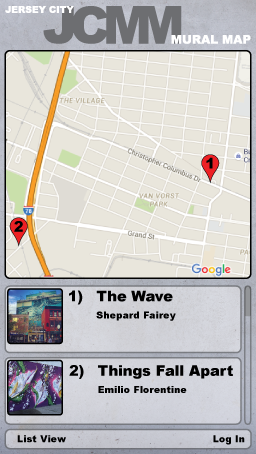 JERSEY CITY
JCMM
MURAL MAP
THE VILLAGE
Christopher Columbus Dr
1
VAN VORST
PARK
Grand St
2
Google
1) The Wave
Shepard Fairey
2) Things Fall Apart
Emilio Florentine
List View
Log In